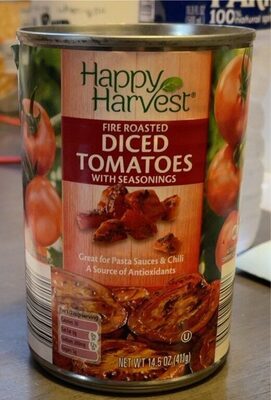 Happy
Harvest®
FIRE ROASTED
DICED
TOMATOES
WITH SEASONINGS
Great for Pasta Sauces & Chili
A Source of Antioxidants
NET WT 14.5 OZ (411g)
U
100%